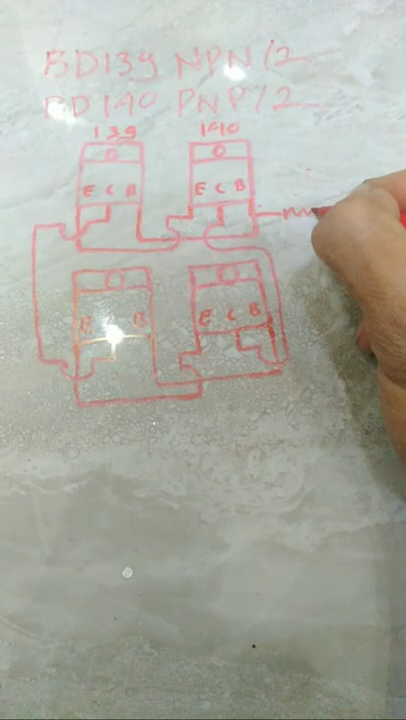 BD139 NPN/2
BD140 PNP/2
139 140
E C B E C B
E B E C B